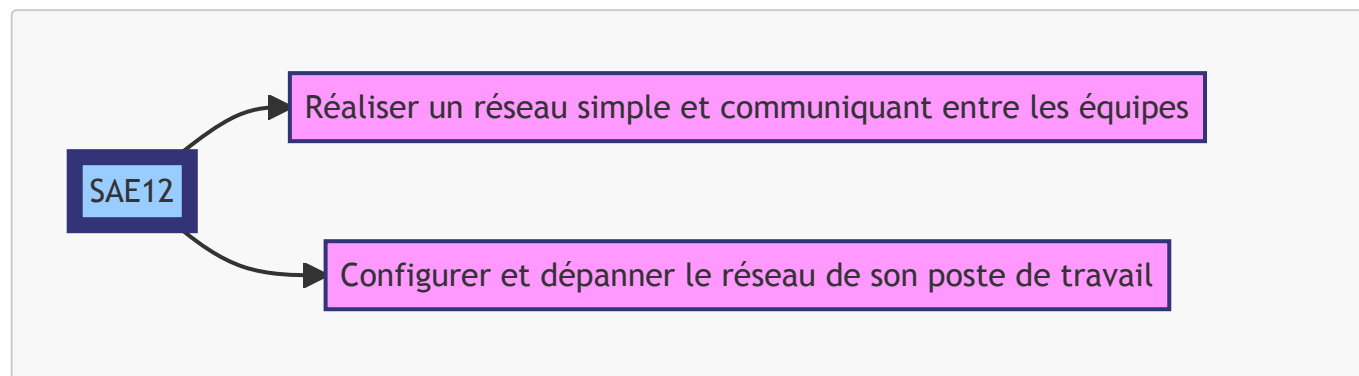 Réaliser un réseau simple et communiquant entre les équipes
SAE12
Configurer et dépanner le réseau de son poste de travail